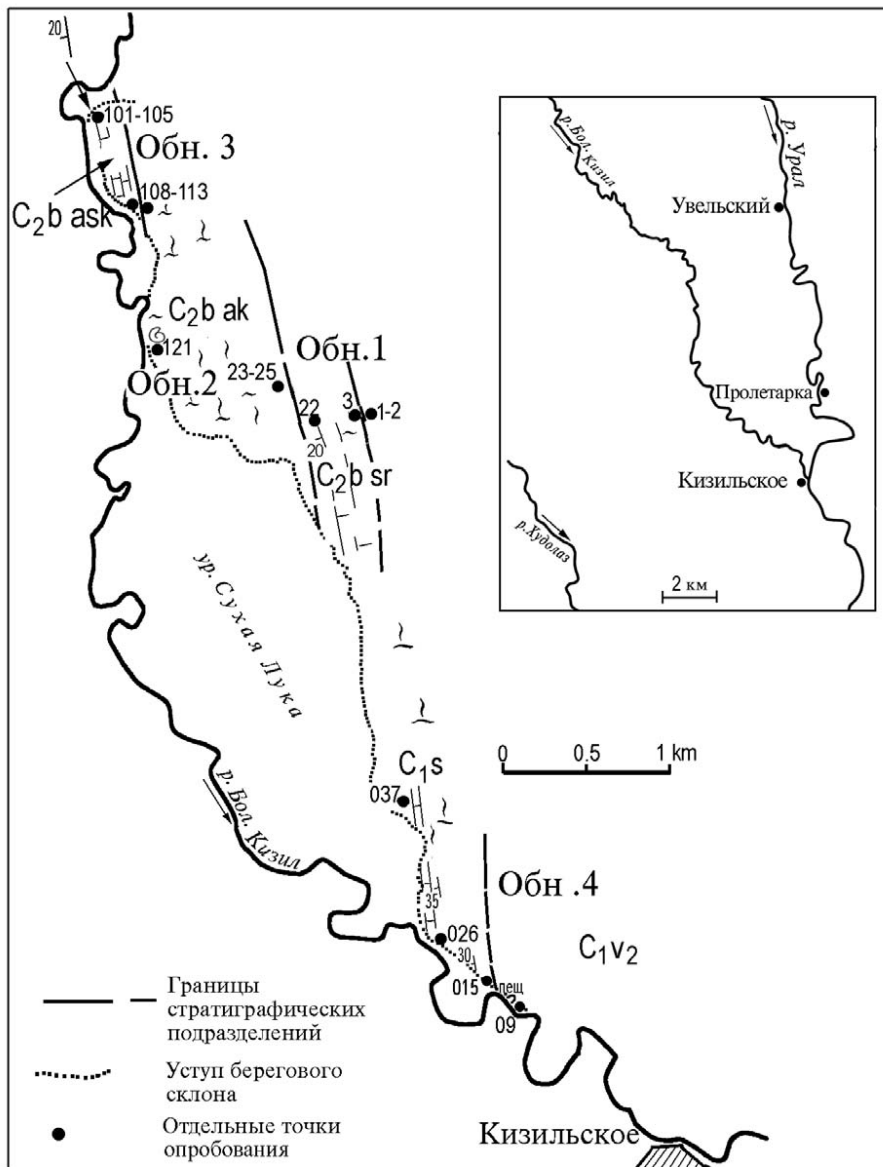 20
101-105
Обн. 3
108-113
C₂b ask
C₂b ak
121
Обн.2
23-25
Обн.1
22
3
1-2
20
C₂b sr
ур. Сухая Лука
р. Бол. Кизил
037
C₁s
35
026
30
015
пещ
09
Обн .4
C₁v₂
Кизильское
0 0.5 1 km
р. Бол. Кизил
р. Урал
Увельский
Пролетарка
Кизильское
р.Худолаз
2 км
Границы
стратиграфических
подразделений
Уступ берегового
склона
Отдельные точки
опробования